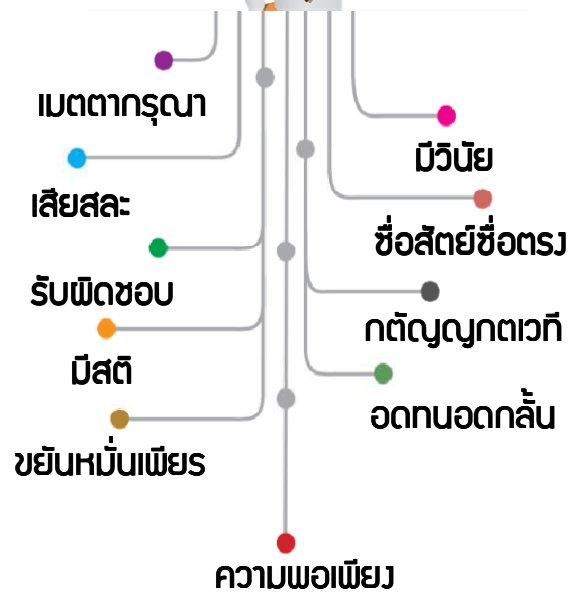 เมตตากรุณา
มีวินัย
เสียสละ
ซื่อสัตย์ซื่อตรง
รับผิดชอบ
กตัญญูกตเวที
มีสติ
อดทนอดกลั้น
ขยันหมั่นเพียร
ความพอเพียง